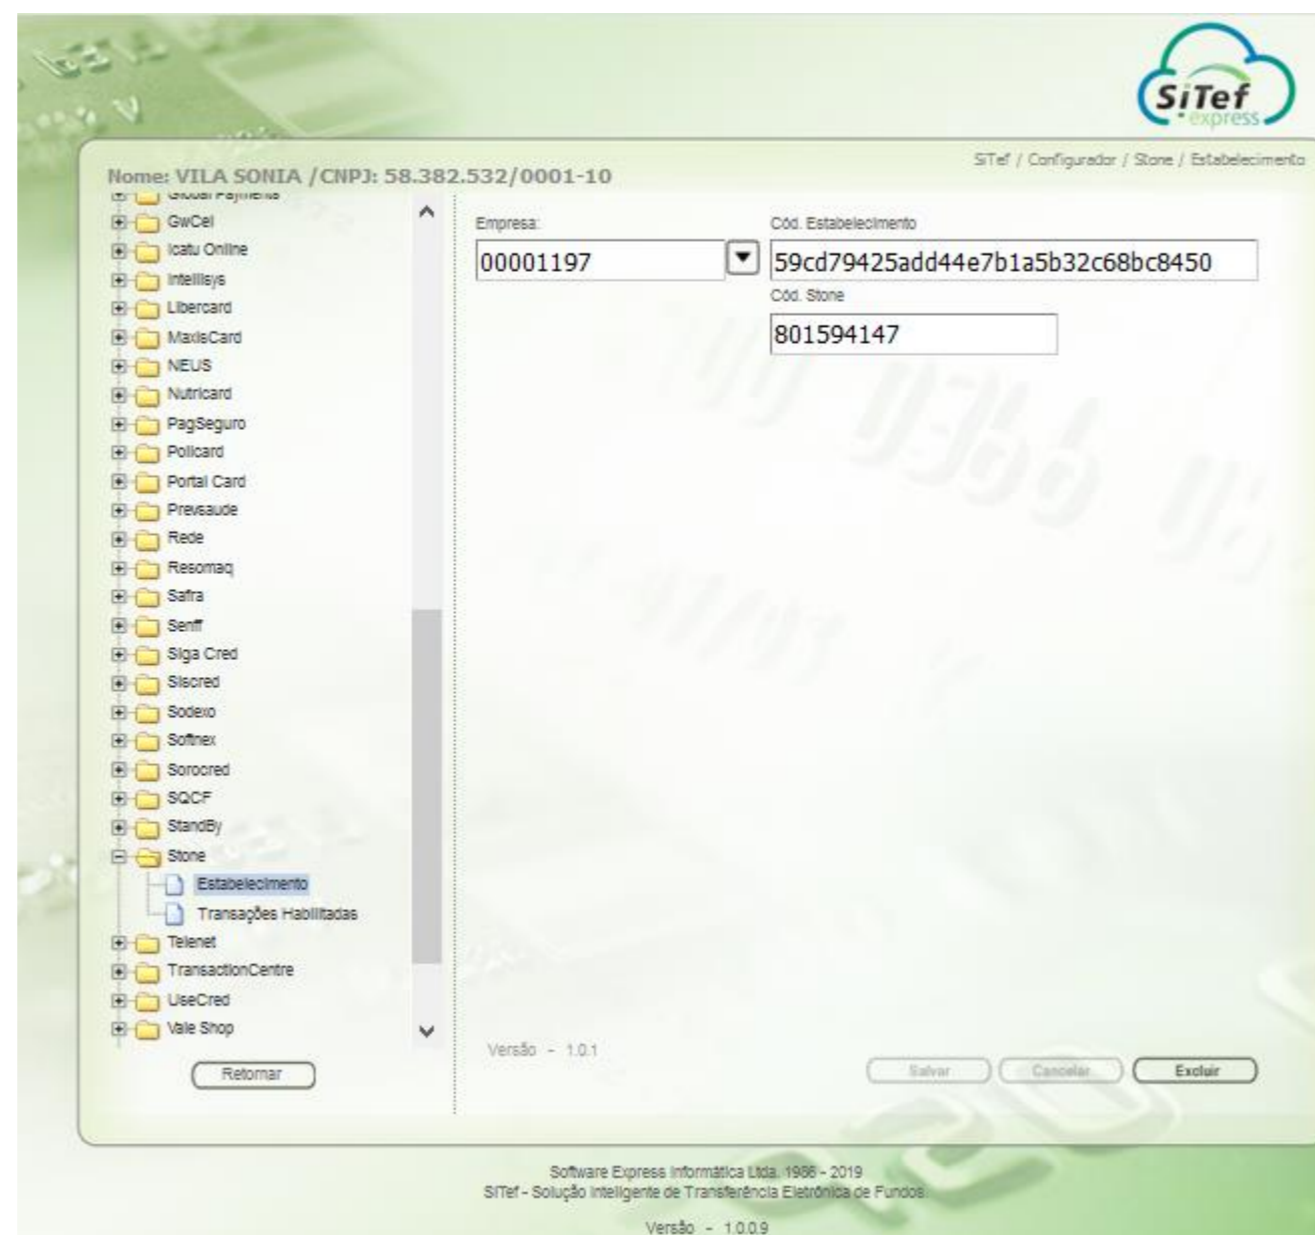 SiTef
express
SiTef / Configurador / Stone / Estabelecimento
Nome: VILA SONIA /CNPJ: 58.382.532/0001-10
Global Payments
GwCel
Icatu Online
Intellisys
Libercard
MaxisCard
NEUS
Nutricard
PagSeguro
Policard
Portal Card
Prevsaude
Rede
Resomaq
Safra
Senff
Siga Cred
Siscred
Sodexo
Softnex
Sorocred
SQCF
StandBy
Stone
Estabelecimento
Transações Habilitadas
Telenet
TransactionCentre
UseCred
Vale Shop
Retornar
Empresa:
00001197
Cód. Estabelecimento
59cd79425add44e7b1a5b32c68bc8450
Cód. Stone
801594147
Versão - 1.0.1
Salvar Cancelar Excluir
Software Express Informática Ltda. 1986 - 2019
SiTef - Solução Inteligente de Transferência Eletrônica de Fundos.
Versão - 1.0.0.9